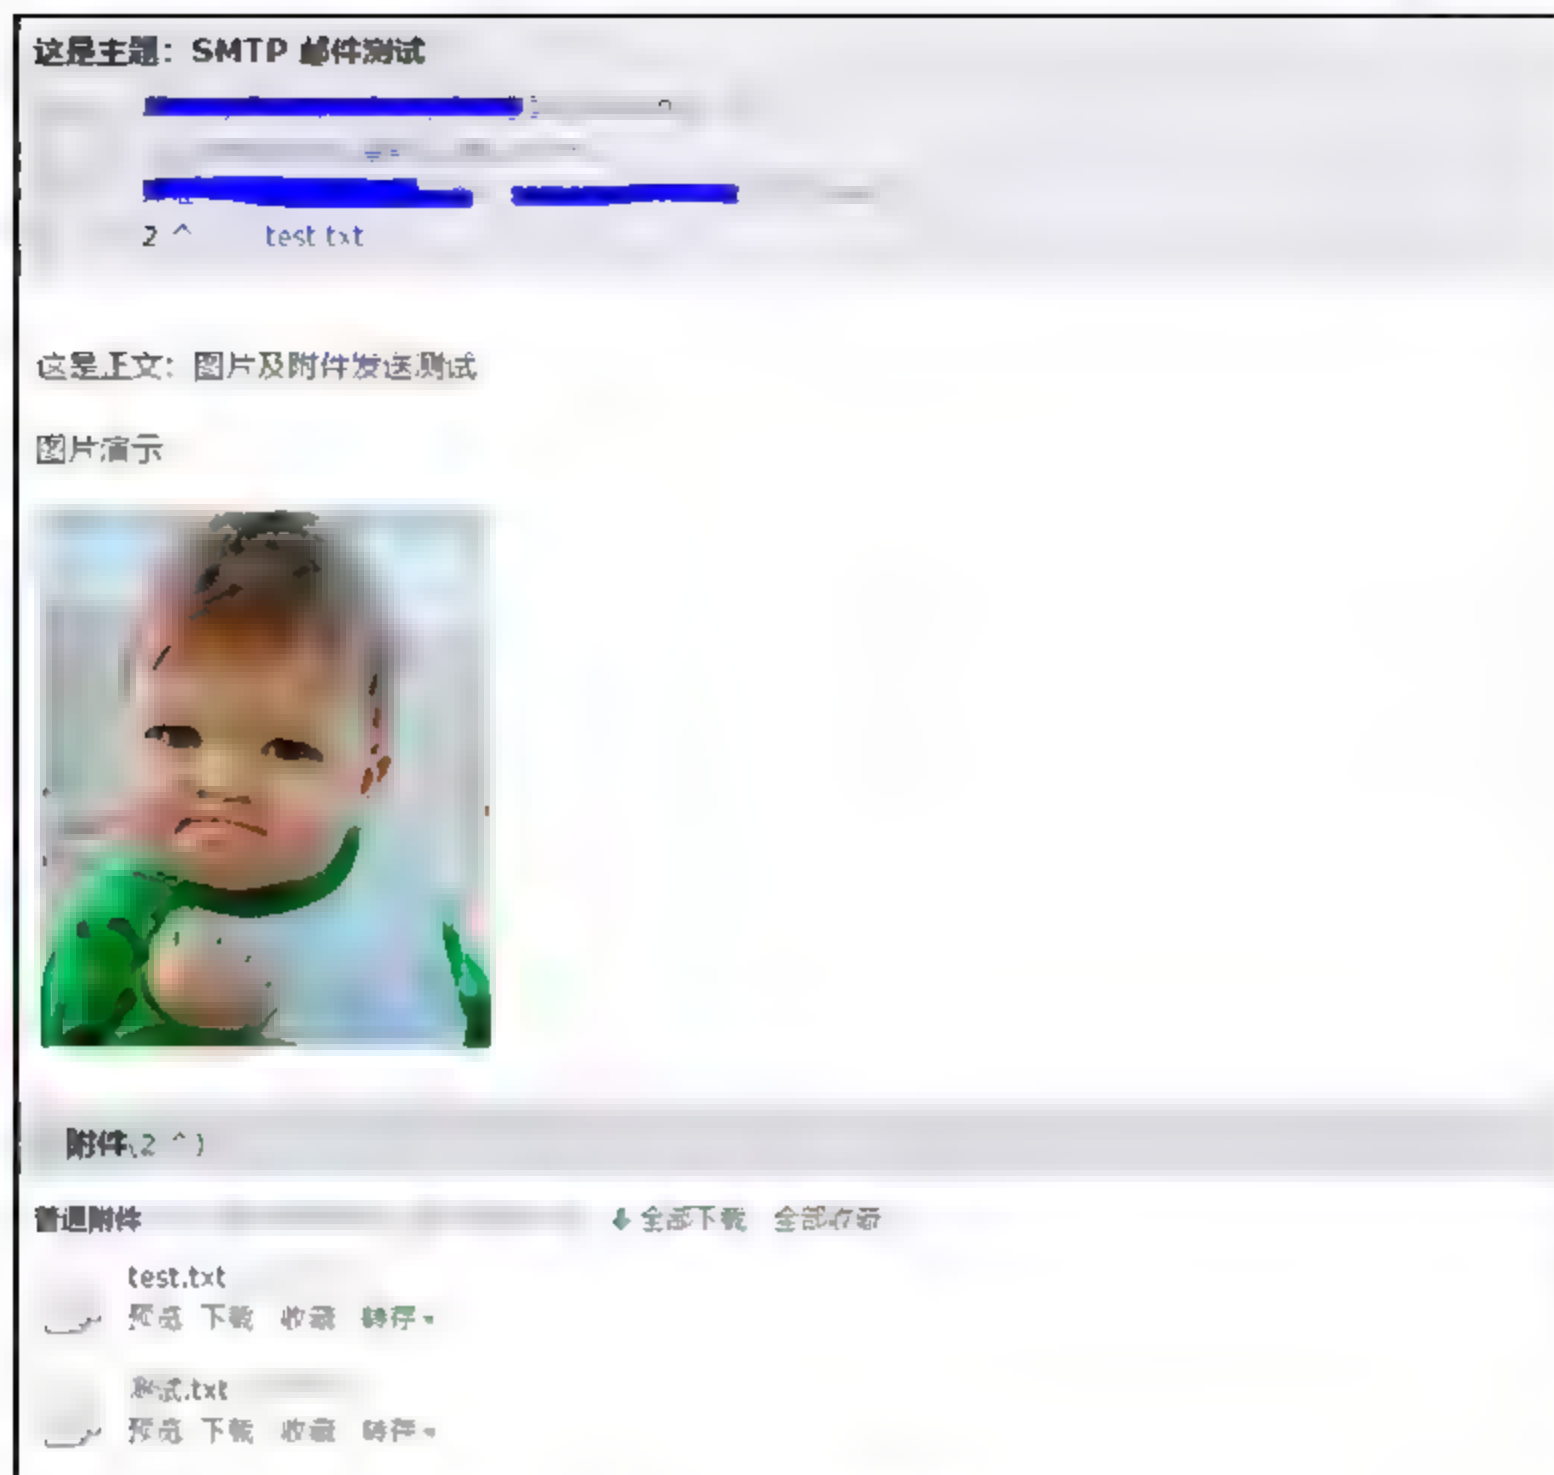 这是主题：SMTP 邮件测试
2 test.txt
这是正文：图片及附件发送测试
图片演示
附件(2 个)
普通附件 全部下载 全部收藏
test.txt
预览 下载 收藏 转存
测试.txt
预览 下载 收藏 转存